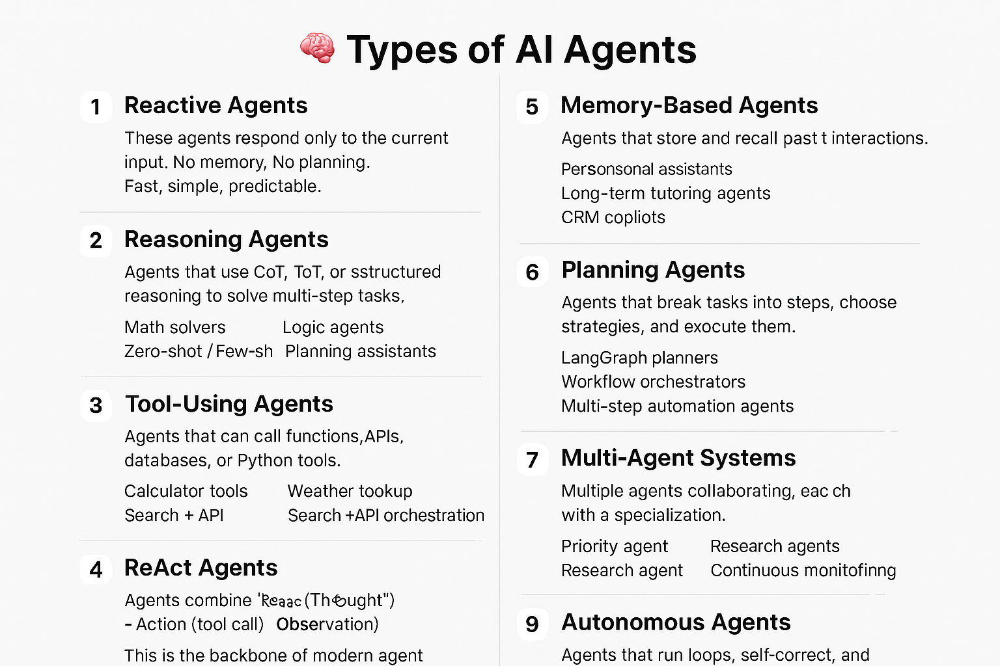 Types of AI Agents
1 Reactive Agents
These agents respond only to the current
input. No memory, No planning.
Fast, simple, predictable.
2 Reasoning Agents
Agents that use CoT, ToT, or sstructured
reasoning to solve multi-step tasks,
Math solvers Logic agents
Zero-shot / Few-sh Planning assistants
3 Tool-Using Agents
Agents that can call functions,APIs,
databases, or Python tools.
Calculator tools Weather tookup
Search + API Search +API orchestration
4 ReAct Agents
Agents combine
- Action (tool call) Observation)
This is the backbone of modern agent
5 Memory-Based Agents
Agents that store and recall past t interactions.
Personsonal assistants
Long-term tutoring agents
CRM copliots
6 Planning Agents
Agents that break tasks into steps, choose
strategies, and exocute them.
LangGraph planners
Workflow orchestrators
Multi-step automation agents
7 Multi-Agent Systems
Multiple agents collaborating, eac ch
with a specialization.
Priority agent Research agents
Research agent Continuous monitofinng
9 Autonomous Agents
Agents that run loops, self-correct, and